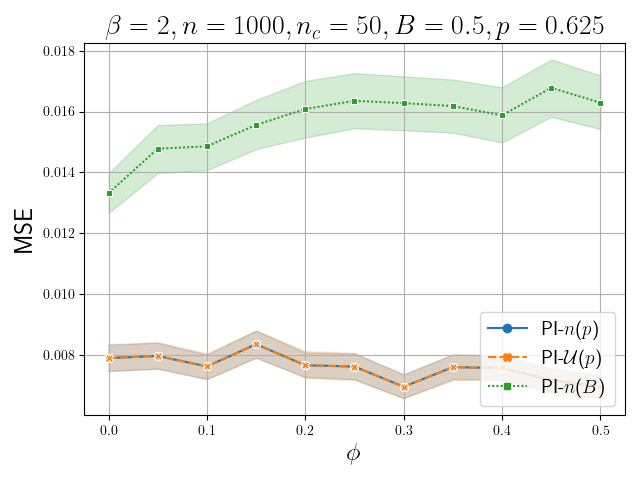 β = 2, n = 1000, n_c = 50, B = 0.5, p = 0.625
0.018
0.016
0.014
0.012
0.010
0.008
MSE
PI-n(p)
PI-𝒰(p)
PI-n(B)
0.0 0.1 0.2 0.3 0.4 0.5
ϕ